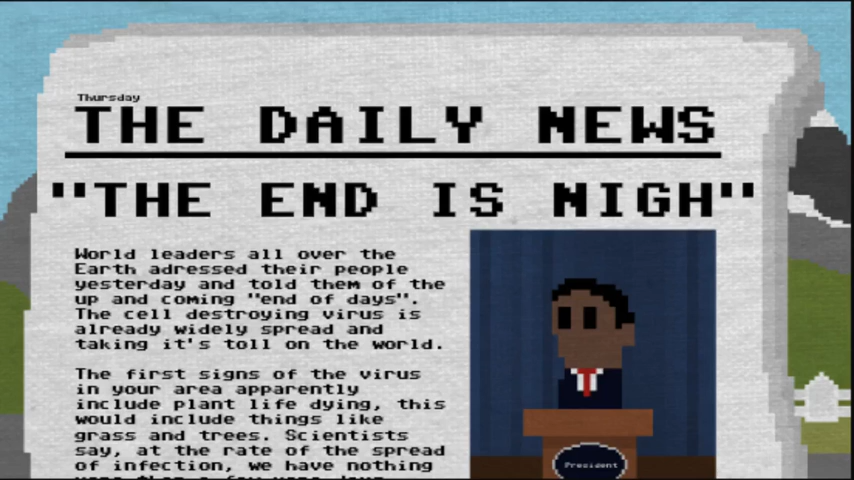 Thursday
THE DAILY NEWS
"THE END IS NIGH"
World leaders all over the
Earth adressed their people
yesterday and told them of the
up and coming "end of days".
The cell destroying virus is
already widely spread and
taking it's toll on the world.
The first signs of the virus
in your area apparently
include plant life dying, this
would include things like
grass and trees. Scientists
say, at the rate of the spread
of infection, we have nothing
President